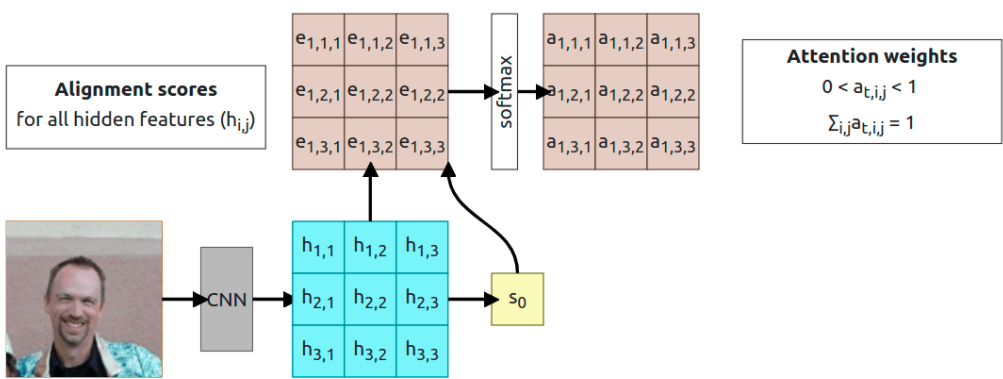 Alignment scores
for all hidden features (h_{i,j})
e_{1,1,1} e_{1,1,2} e_{1,1,3}
e_{1,2,1} e_{1,2,2} e_{1,2,2}
e_{1,3,1} e_{1,3,2} e_{1,3,3}
softmax
a_{1,1,1} a_{1,1,2} a_{1,1,3}
a_{1,2,1} a_{1,2,2} a_{1,2,2}
a_{1,3,1} a_{1,3,2} a_{1,3,3}
Attention weights
0 < a_{t,i,j} < 1
∑_{i,j}a_{t,i,j} = 1
CNN
h_{1,1} h_{1,2} h_{1,3}
h_{2,1} h_{2,2} h_{2,3}
h_{3,1} h_{3,2} h_{3,3}
s_0